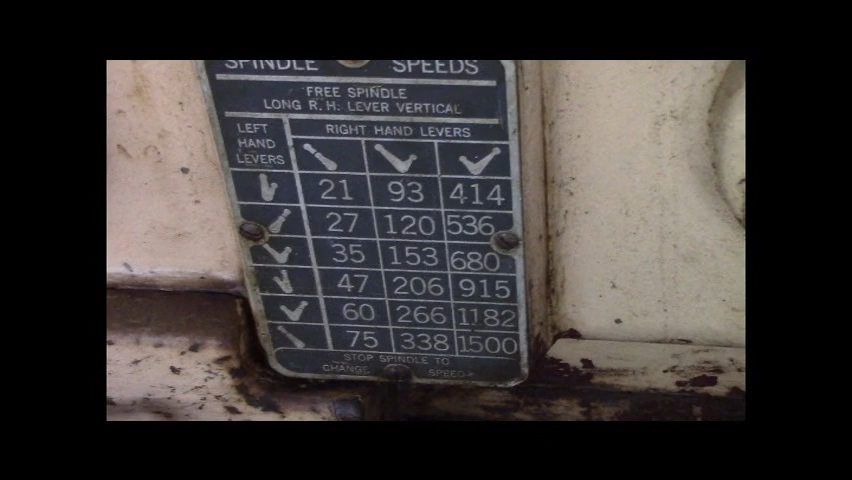 SPINDLE SPEEDS
FREE SPINDLE
LONG R.H. LEVER VERTICAL
LEFT HAND LEVERS
RIGHT HAND LEVERS
21 93 414
27 120 536
35 153 680
47 206 915
60 266 1182
75 338 1500
STOP SPINDLE TO
CHANGE SPEED